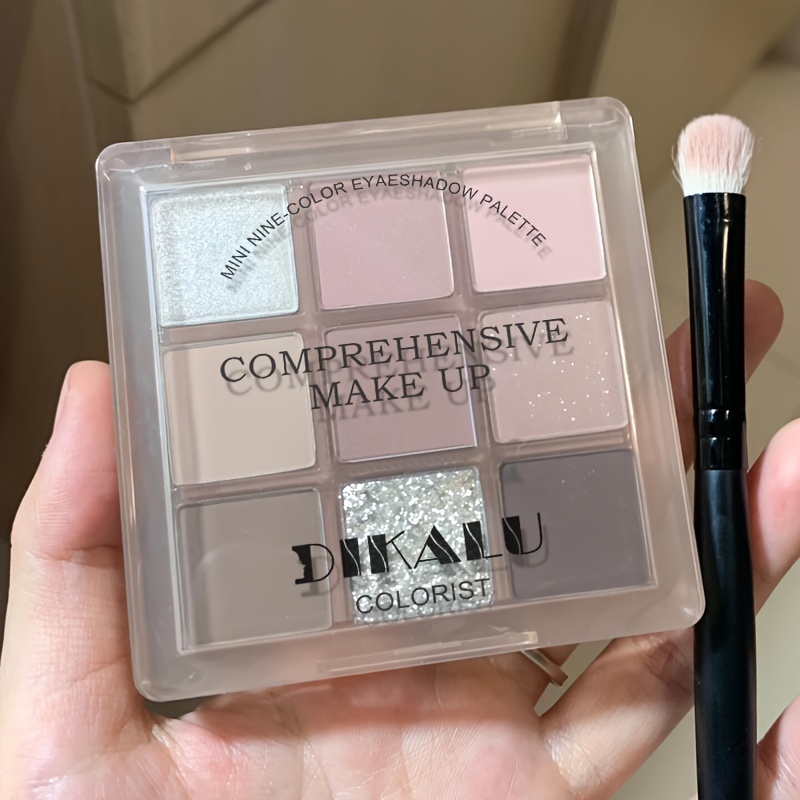 MINI NINE-COLOR EYAESHADOW PALETTE
COMPREHENSIVE
MAKE UP
DIKALU
COLORIST